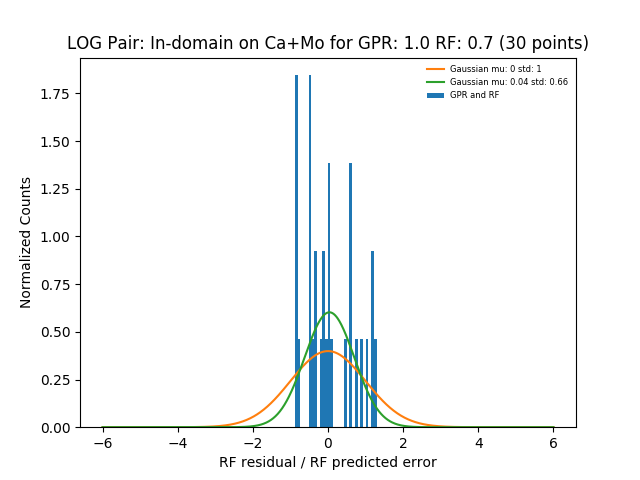 LOG Pair: In-domain on Ca+Mo for GPR: 1.0 RF: 0.7 (30 points)
Gaussian mu: 0 std: 1
Gaussian mu: 0.04 std: 0.66
GPR and RF
Normalized Counts
1.75
1.50
1.25
1.00
0.75
0.50
0.25
0.00
−6
−4
−2
0
2
4
6
RF residual / RF predicted error